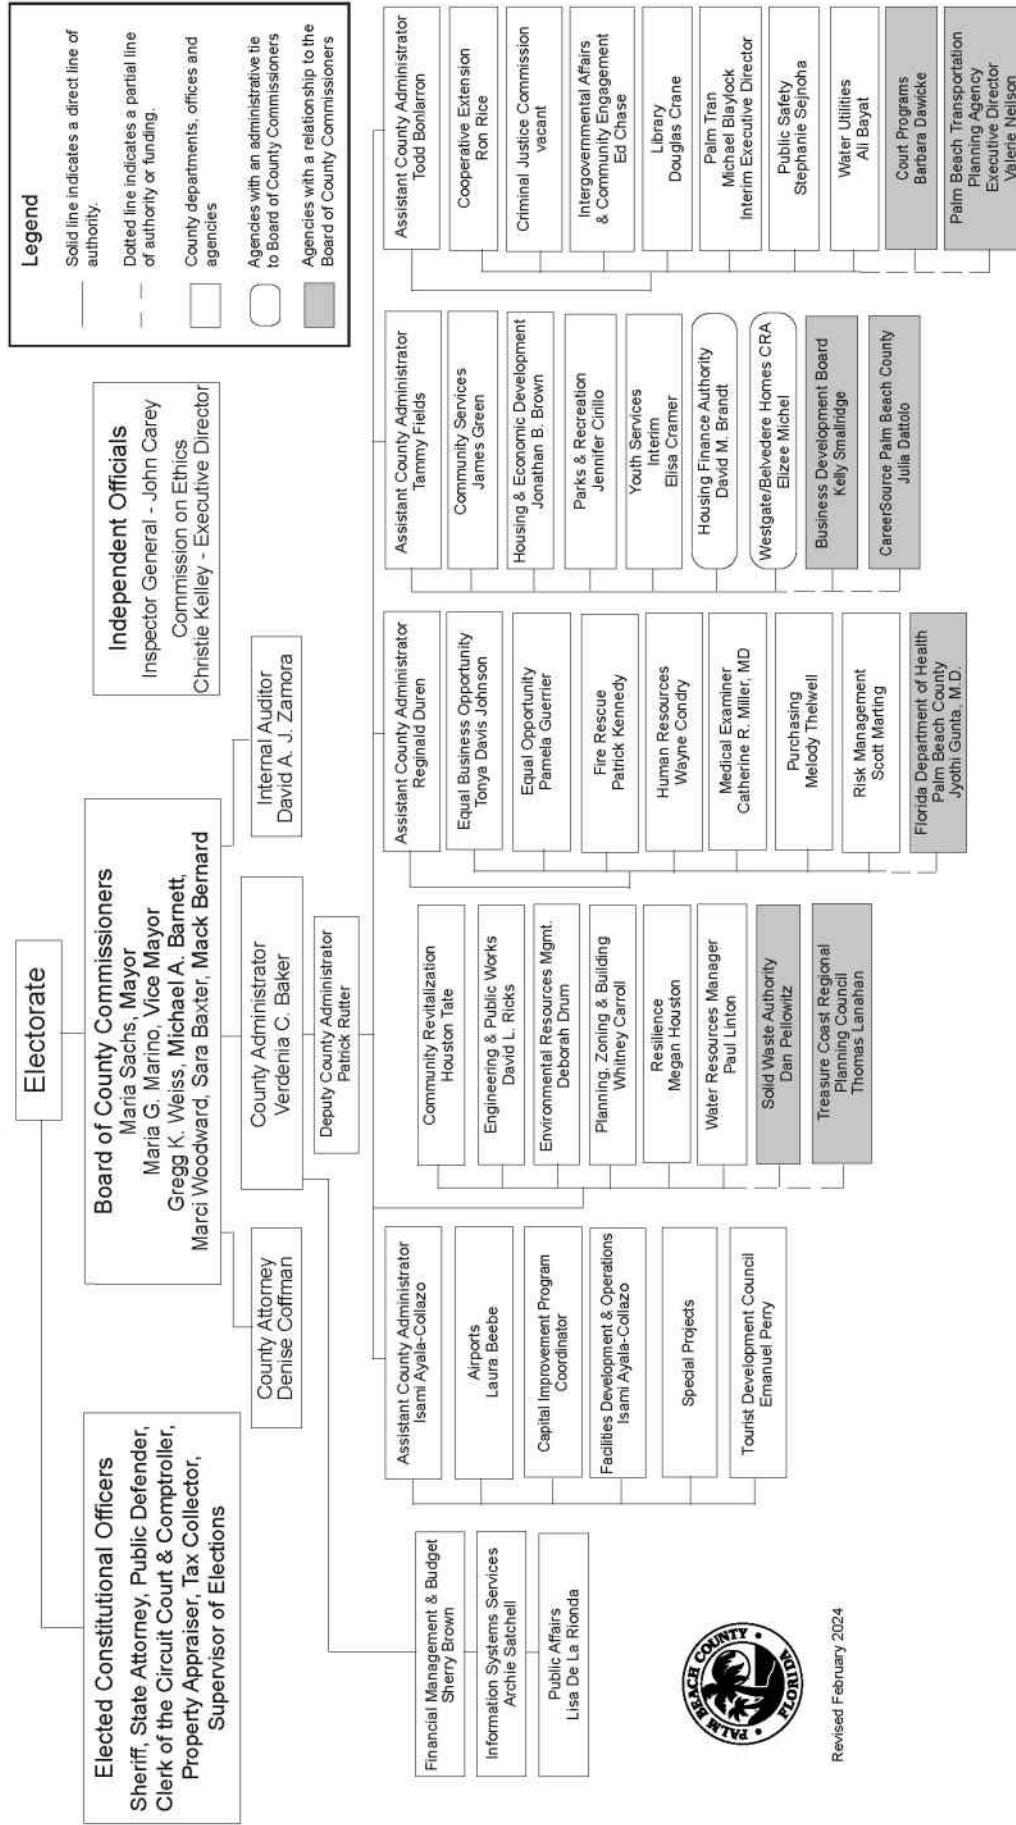 Electorate
Elected Constitutional Officers
Sheriff, State Attorney, Public Defender,
Clerk of the Circuit Court & Comptroller,
Property Appraiser, Tax Collector,
Supervisor of Elections
Board of County Commissioners
Maria Sachs, Mayor
Maria G. Marino, Vice Mayor
Gregg K. Weiss, Michael A. Barnett,
Marci Woodward, Sara Baxter, Mack Bernard
Independent Officials
Inspector General - John Carey
Commission on Ethics
Christie Kelley - Executive Director
Legend
Solid line indicates a direct line of
authority.
Dotted line indicates a partial line
of authority or funding.
County departments, offices and
agencies
Agencies with an administrative tie
to Board of County Commissioners
Agencies with a relationship to the
Board of County Commissioners
County Attorney
Denise Coffman
County Administrator
Verdenia C. Baker
Internal Auditor
David A. J. Zamora
Deputy County Administrator
Patrick Rutter
Financial Management & Budget
Sherry Brown
Information Systems Services
Archie Satchell
Public Affairs
Lisa De La Rionda
Assistant County Administrator
Isami Ayala-Collazo
Airports
Laura Beebe
Capital Improvement Program
Coordinator
Facilities Development & Operations
Isami Ayala-Collazo
Special Projects
Tourist Development Council
Emanuel Perry
Community Revitalization
Houston Tate
Engineering & Public Works
David L. Ricks
Environmental Resources Mgmt.
Deborah Drum
Planning, Zoning & Building
Whitney Carroll
Resilience
Megan Houston
Water Resources Manager
Paul Linton
Solid Waste Authority
Dan Pellowitz
Treasure Coast Regional
Planning Council
Thomas Lanahan
Assistant County Administrator
Reginald Duren
Equal Business Opportunity
Tonya Davis Johnson
Equal Opportunity
Pamela Guerrier
Fire Rescue
Patrick Kennedy
Human Resources
Wayne Condry
Medical Examiner
Catherine R. Miller, MD
Purchasing
Melody Thelwell
Risk Management
Scott Marting
Florida Department of Health
Palm Beach County
Jyothi Gunta, M.D.
Assistant County Administrator
Tammy Fields
Community Services
James Green
Housing & Economic Development
Jonathan B. Brown
Parks & Recreation
Jennifer Cirillo
Youth Services
Interim
Elisa Cramer
Housing Finance Authority
David M. Brandt
Westgate/Belvedere Homes CRA
Elizee Michel
Business Development Board
Kelly Smallridge
CareerSource Palm Beach County
Julia Dattolo
Assistant County Administrator
Todd Bonlarron
Cooperative Extension
Ron Rice
Criminal Justice Commission
vacant
Intergovernmental Affairs
& Community Engagement
Ed Chase
Library
Douglas Crane
Palm Tran
Michael Blaylock
Interim Executive Director
Public Safety
Stephanie Sejnoha
Water Utilities
Ali Bayat
Court Programs
Barbara Dawicke
Palm Beach Transportation
Planning Agency
Executive Director
Valerie Neilson
PALM BEACH COUNTY
FLORIDA
Revised February 2024